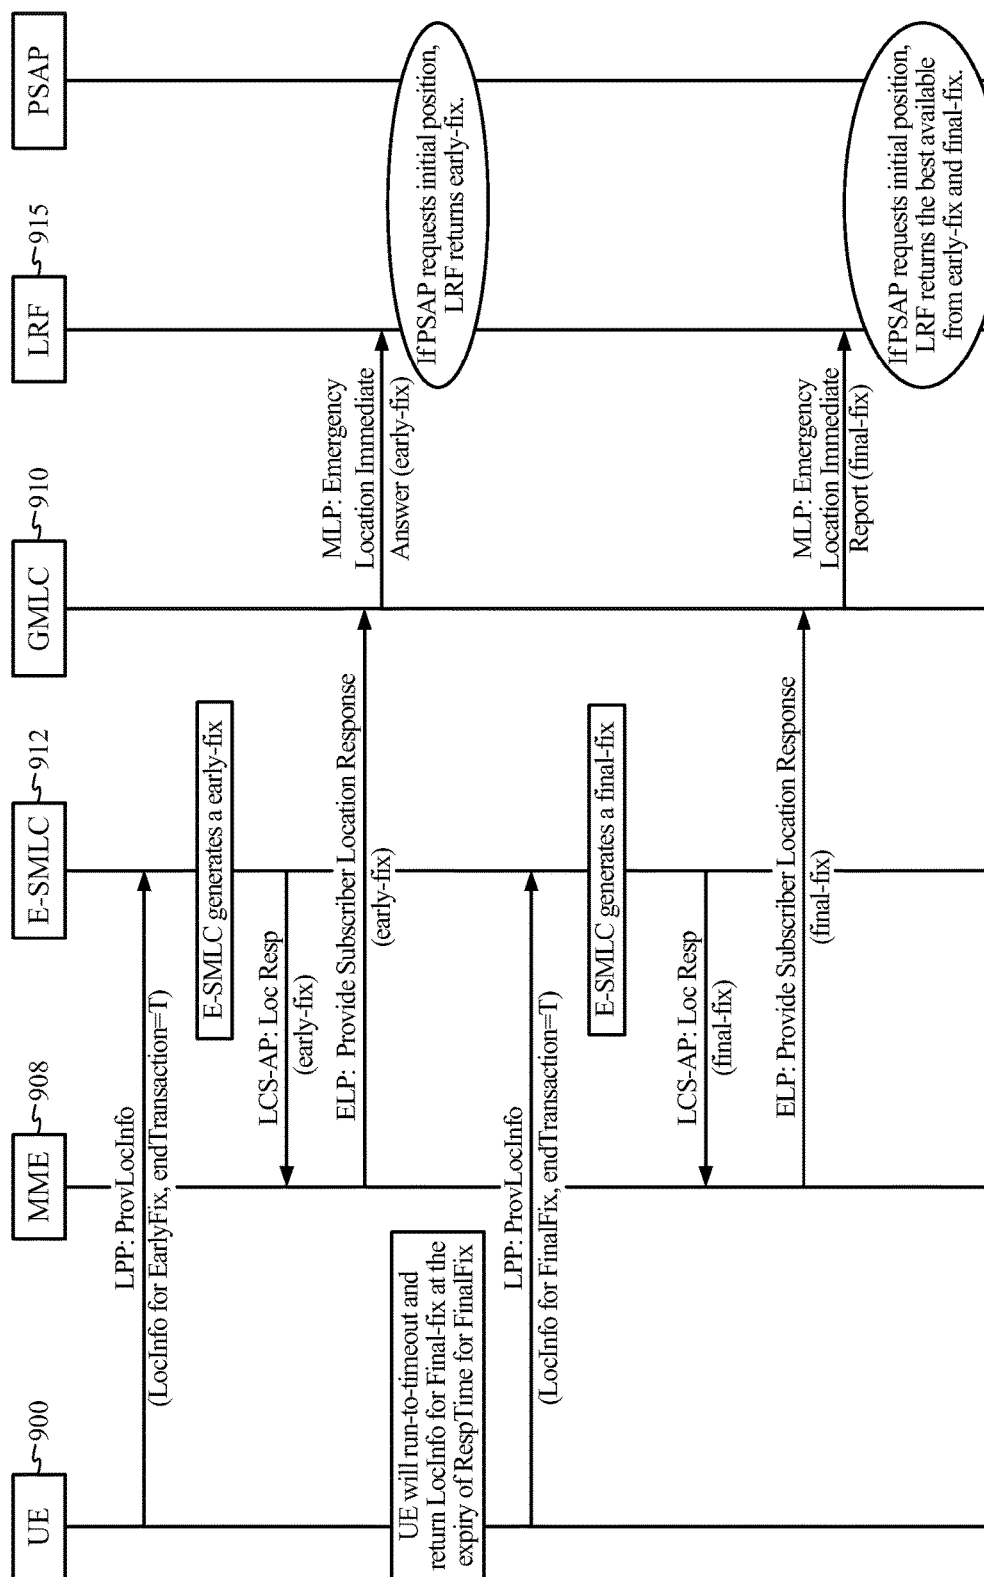 UE 900
MME 908
E-SMLC 912
GMLC 910
LRF 915
PSAP
LPP: ProvLocInfo
(LocInfo for EarlyFix, endTransaction=T)
E-SMLC generates a early-fix
LCS-AP: Loc Resp
(early-fix)
ELP: Provide Subscriber Location Response
(early-fix)
MLP: Emergency
Location Immediate
Answer (early-fix)
If PSAP requests initial position,
LRF returns early-fix.
UE will run-to-timeout and
return LocInfo for Final-fix at the
expiry of RespTime for FinalFix
LPP: ProvLocInfo
(LocInfo for FinalFix, endTransaction=T)
E-SMLC generates a final-fix
LCS-AP: Loc Resp
(final-fix)
ELP: Provide Subscriber Location Response
(final-fix)
MLP: Emergency
Location Immediate
Report (final-fix)
If PSAP requests initial position,
LRF returns the best available
from early-fix and final-fix.